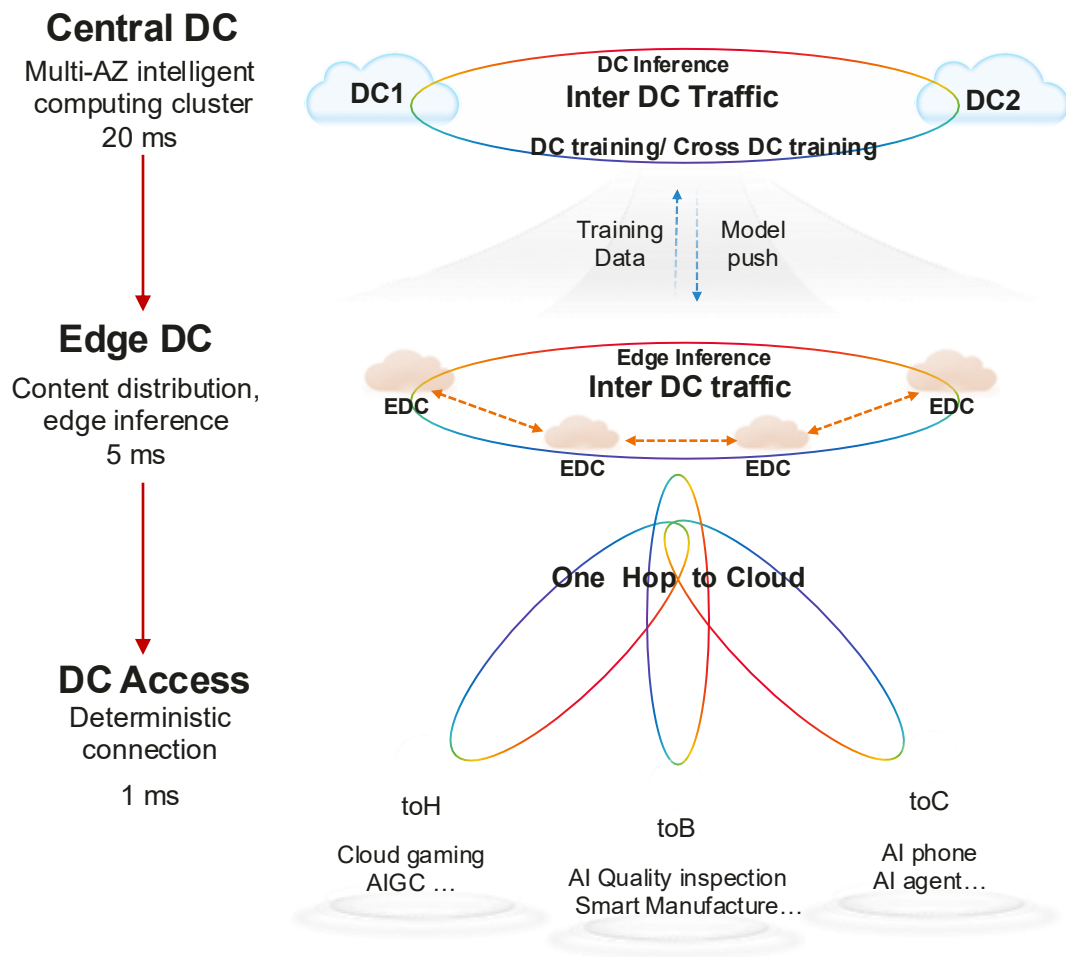 Central DC
Multi-AZ intelligent
computing cluster
20 ms
DC1
DC Inference
Inter DC Traffic
DC2
DC training/ Cross DC training
Training
Data
Model
push
Edge DC
Content distribution,
edge inference
5 ms
Edge Inference
Inter DC traffic
EDC
EDC
EDC
EDC
One Hop to Cloud
DC Access
Deterministic
connection
1 ms
toH
Cloud gaming
AIGC …
toB
AI Quality inspection
Smart Manufacture…
toC
AI phone
AI agent…